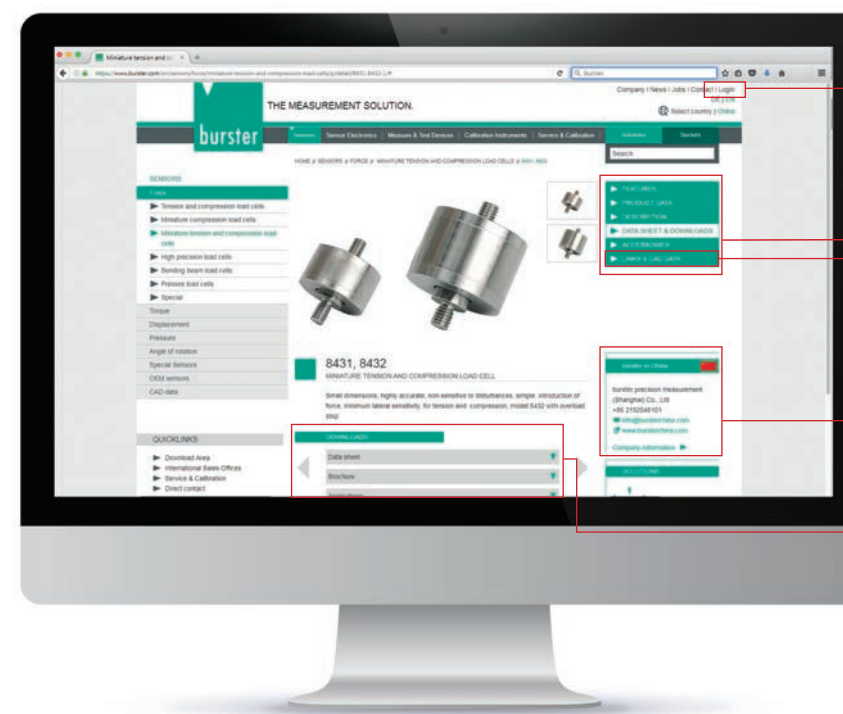 Miniature tension and co
https://www.burster.com/en/sensors/force/miniature-tension-and-compression-load-cells/p/detail/8431-8432-1/#
Suchen
Company I News I Jobs I Contact I Login
DE | EN
Select country | China
THE MEASUREMENT SOLUTION.
burster
Sensors
Sensor Electronics
Measure & Test Devices
Calibration Instruments
Service & Calibration
Solutions
Sectors
Search
HOME // SENSORS // FORCE // MINIATURE TENSION AND COMPRESSION LOAD CELLS // 8431, 8432
SENSORS
Force
Tension and compression load cells
Miniature compression load cells
Miniature tension and compression load
cells
High precision load cells
Bending beam load cells
Presses load cells
Special
Torque
Displacement
Pressure
Angle of rotation
Special Sensors
OEM sensors
CAD data
QUICKLINKS
Download Area
International Sales Offices
Service & Calibration
Direct contact
8431, 8432
MINIATURE TENSION AND COMPRESSION LOAD CELL
Small dimensions, highly accurate, non-sensitive to disturbances, simple introduction of
force, minimum lateral sensitivity, for tension and compression, model 8432 with overload
stop
DOWNLOADS
Data sheet
Brochure
Applications
FEATURES
PRODUCT DATA
DESCRIPTION
DATA SHEET & DOWNLOADS
ACCESSORIES
LINKS & CAD DATA
burster in China
burster precision measurement
(Shanghai) Co., Ltd
+86 2152048101
info@bursterchina.com
www.bursterchina.com
Company-Information
SOLUTIONS